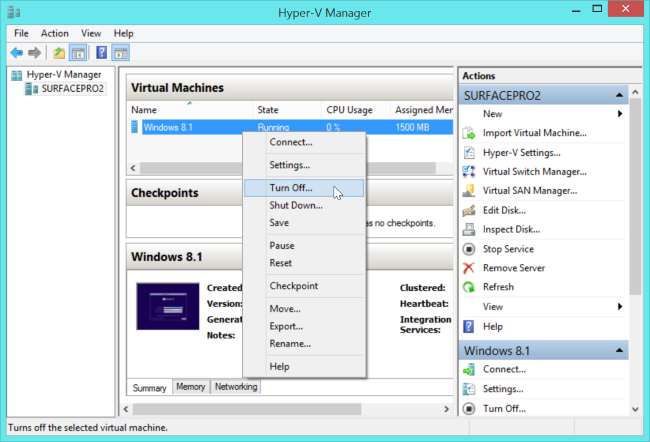 Hyper-V Manager
File Action View Help
Hyper-V Manager
SURFACEPRO2
Virtual Machines
Name State CPU Usage Assigned Mem
Windows 8.1 Running 0 % 1500 MB
Connect...
Settings...
Turn Off...
Shut Down...
Save
Pause
Reset
Checkpoint
Move...
Export...
Rename...
Help
Checkpoints
as no checkpoints.
Windows 8.1
Created
Version:
Generat
Notes:
Clustered:
Heartbeat:
Integration
Services:
Summary Memory Networking
Actions
SURFACEPRO2
New
Import Virtual Machine...
Hyper-V Settings...
Virtual Switch Manager...
Virtual SAN Manager...
Edit Disk...
Inspect Disk...
Stop Service
Remove Server
Refresh
View
Help
Windows 8.1
Connect...
Settings...
Turn Off...
Turns off the selected virtual machine.